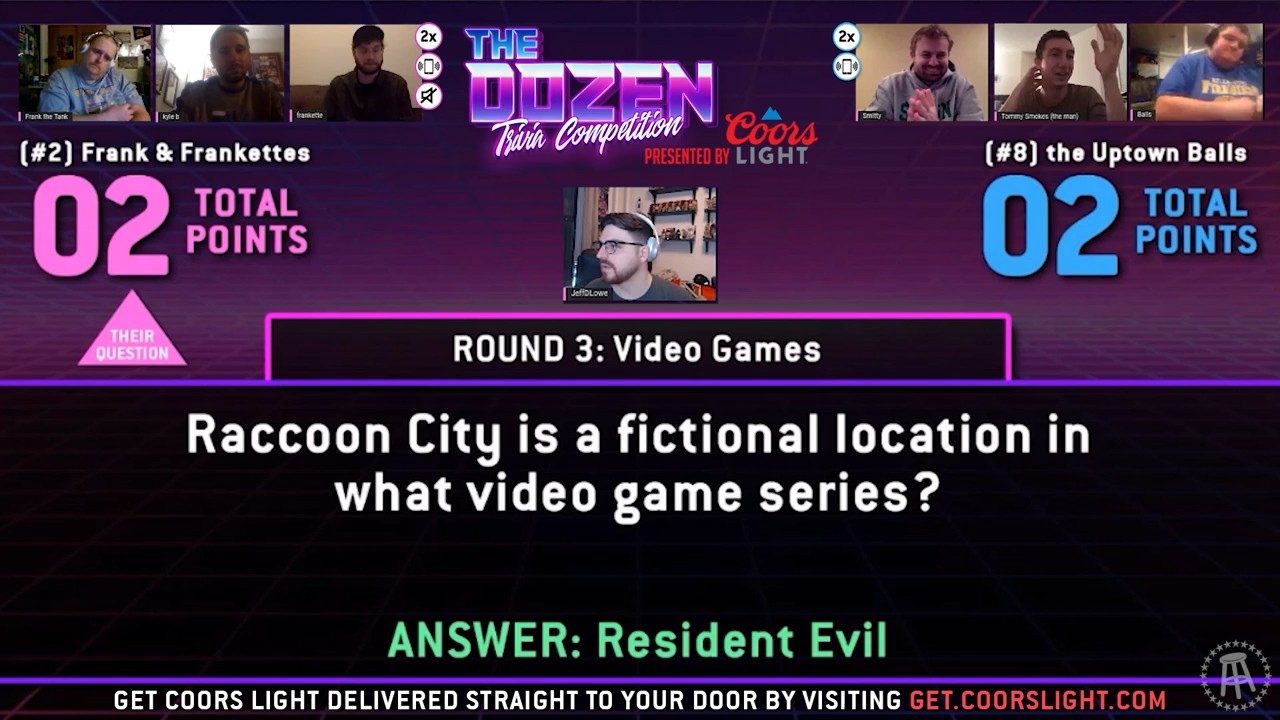 Frank the Tank
kyle b
frankette
2x
THE
DOZEN
Trivia Competition
PRESENTED BY
Coors
LIGHT
2x
Smitty
Tommy Smokes (the man)
Balls
(#2) Frank & Frankettes
02
TOTAL
POINTS
(#8) the Uptown Balls
02
TOTAL
POINTS
JeffDLowe
THEIR
QUESTION
ROUND 3: Video Games
Raccoon City is a fictional location in
what video game series?
ANSWER: Resident Evil
GET COORS LIGHT DELIVERED STRAIGHT TO YOUR DOOR BY VISITING GET.COORSLIGHT.COM